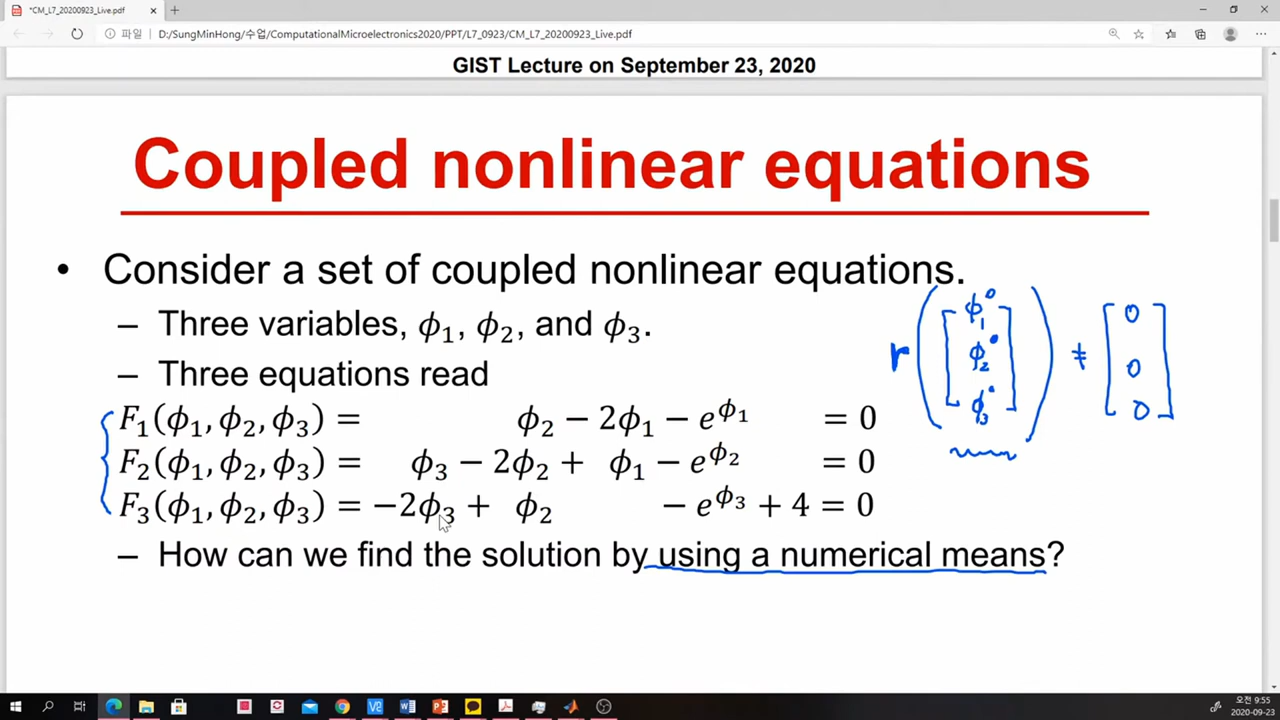 *CM_L7_20200923_Live.pdf
파일 D:/SungMinHong/수업/ComputationalMicroelectronics2020/PPT/L7_0923/CM_L7_20200923_Live.pdf
GIST Lecture on September 23, 2020
Coupled nonlinear equations
• Consider a set of coupled nonlinear equations.
– Three variables, ϕ₁, ϕ₂, and ϕ₃.
– Three equations read
F₁(ϕ₁, ϕ₂, ϕ₃) = ϕ₂ − 2ϕ₁ − e^ϕ₁ = 0
F₂(ϕ₁, ϕ₂, ϕ₃) = ϕ₃ − 2ϕ₂ + ϕ₁ − e^ϕ₂ = 0
F₃(ϕ₁, ϕ₂, ϕ₃) = −2ϕ₃ + ϕ₂ − e^ϕ₃ + 4 = 0
– How can we find the solution by using a numerical means?
r ( [ ϕ₁⁰ ϕ₂⁰ ϕ₃⁰ ] ) ≠ [ 0 0 0 ]
오전 9:55
2020-09-23